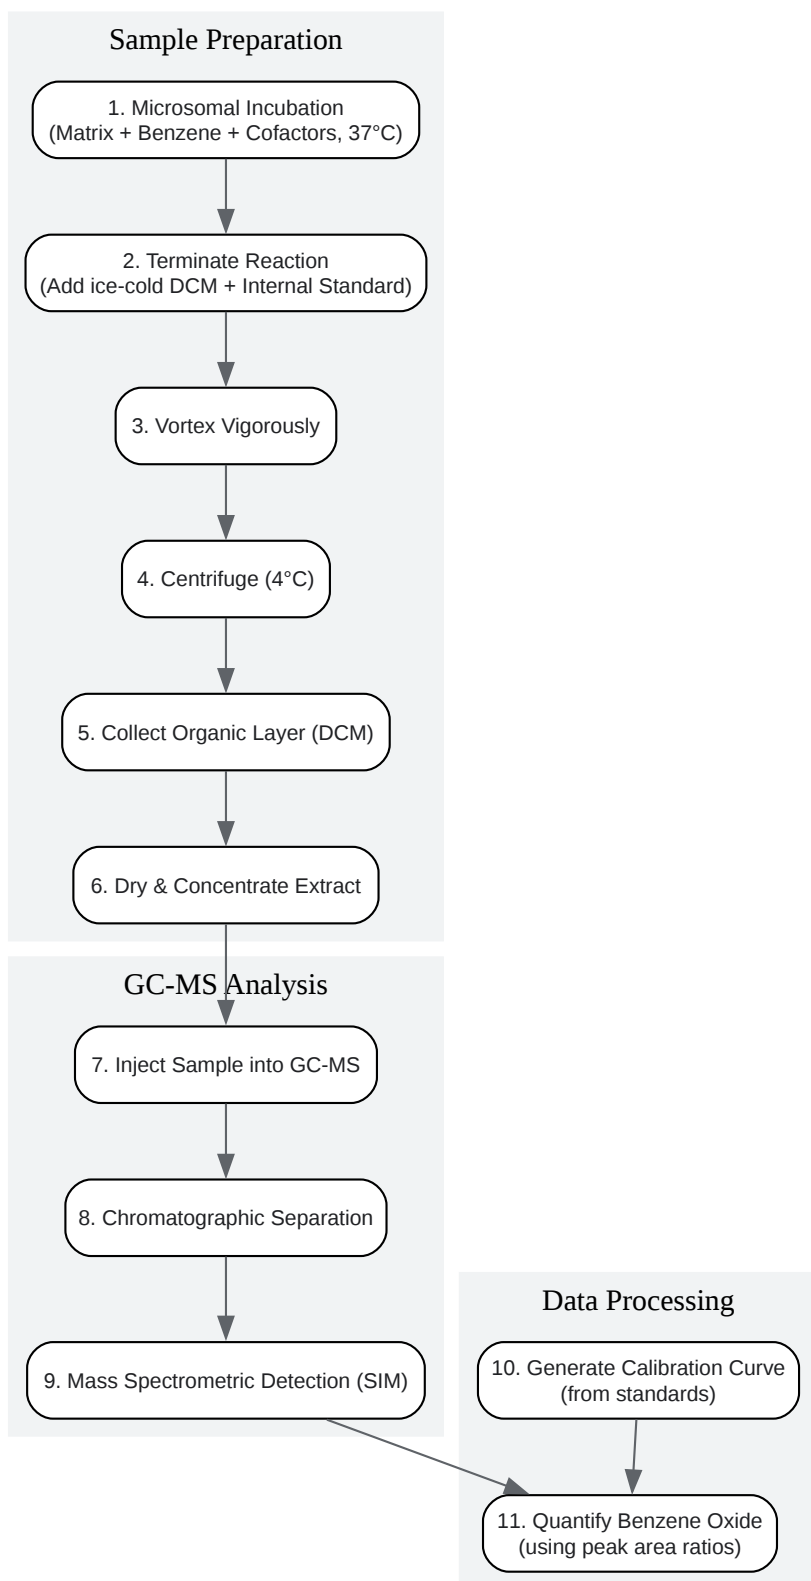 Sample Preparation
1. Microsomal Incubation
(Matrix + Benzene + Cofactors, 37°C)
2. Terminate Reaction
(Add ice-cold DCM + Internal Standard)
3. Vortex Vigorously
4. Centrifuge (4°C)
5. Collect Organic Layer (DCM)
6. Dry & Concentrate Extract
GC-MS Analysis
7. Inject Sample into GC-MS
8. Chromatographic Separation
9. Mass Spectrometric Detection (SIM)
Data Processing
10. Generate Calibration Curve
(from standards)
11. Quantify Benzene Oxide
(using peak area ratios)